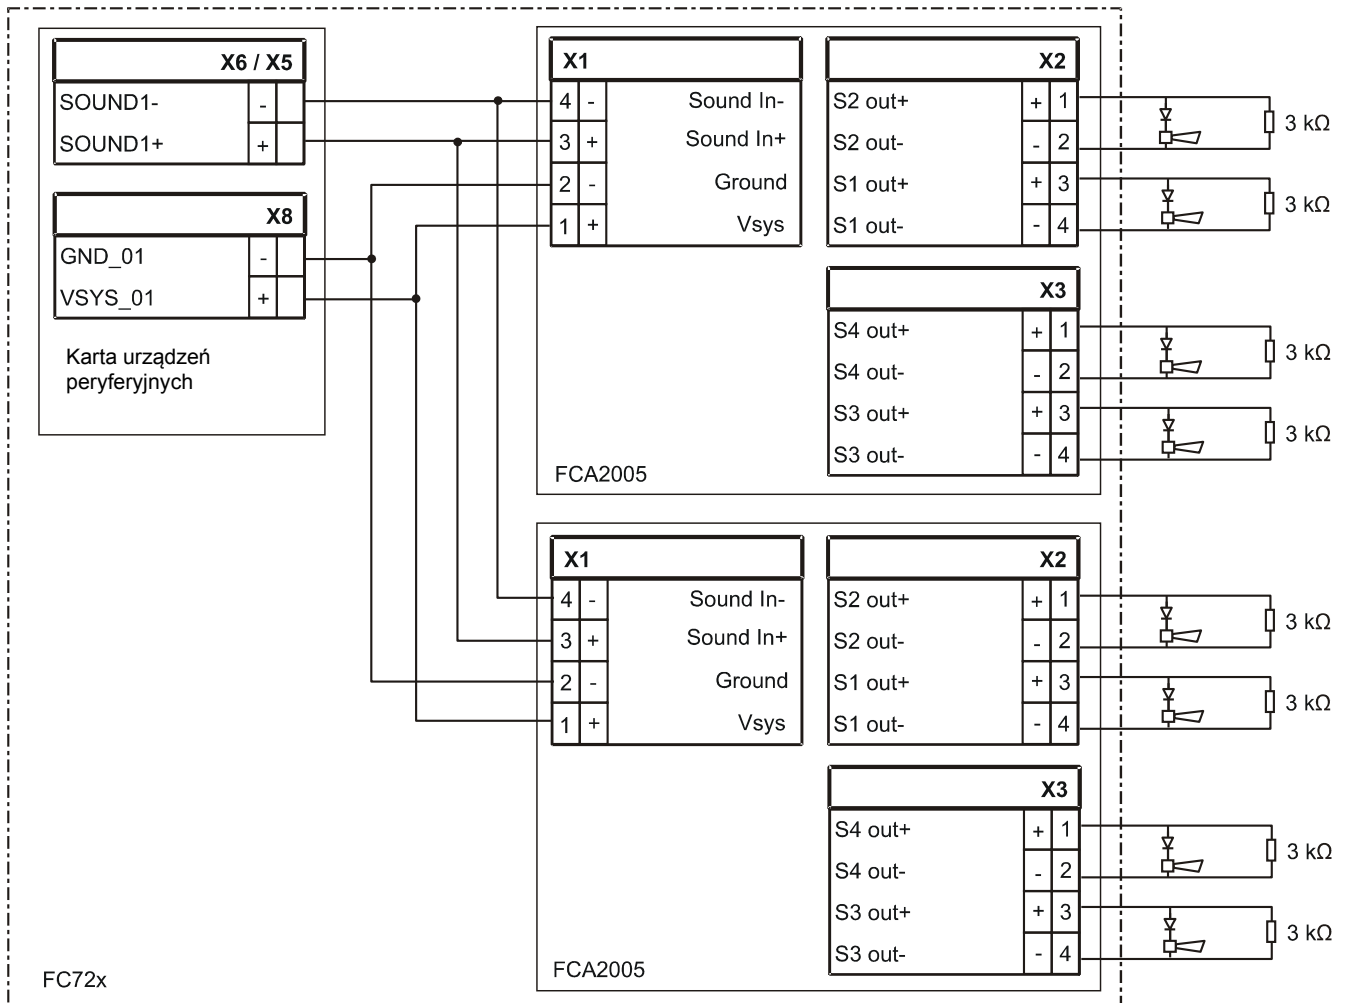 X6 / X5
SOUND1- -
SOUND1+ +
X8
GND_01 -
VSYS_01 +
Karta urządzeń
peryferyjnych
X1
4 - Sound In-
3 + Sound In+
2 - Ground
1 + Vsys
X2
S2 out+ + 1
S2 out- - 2
S1 out+ + 3
S1 out- - 4
3 kΩ
3 kΩ
X3
S4 out+ + 1
S4 out- - 2
S3 out+ + 3
S3 out- - 4
3 kΩ
3 kΩ
FCA2005
X1
4 - Sound In-
3 + Sound In+
2 - Ground
1 + Vsys
X2
S2 out+ + 1
S2 out- - 2
S1 out+ + 3
S1 out- - 4
3 kΩ
3 kΩ
X3
S4 out+ + 1
S4 out- - 2
S3 out+ + 3
S3 out- - 4
3 kΩ
3 kΩ
FCA2005
FC72x